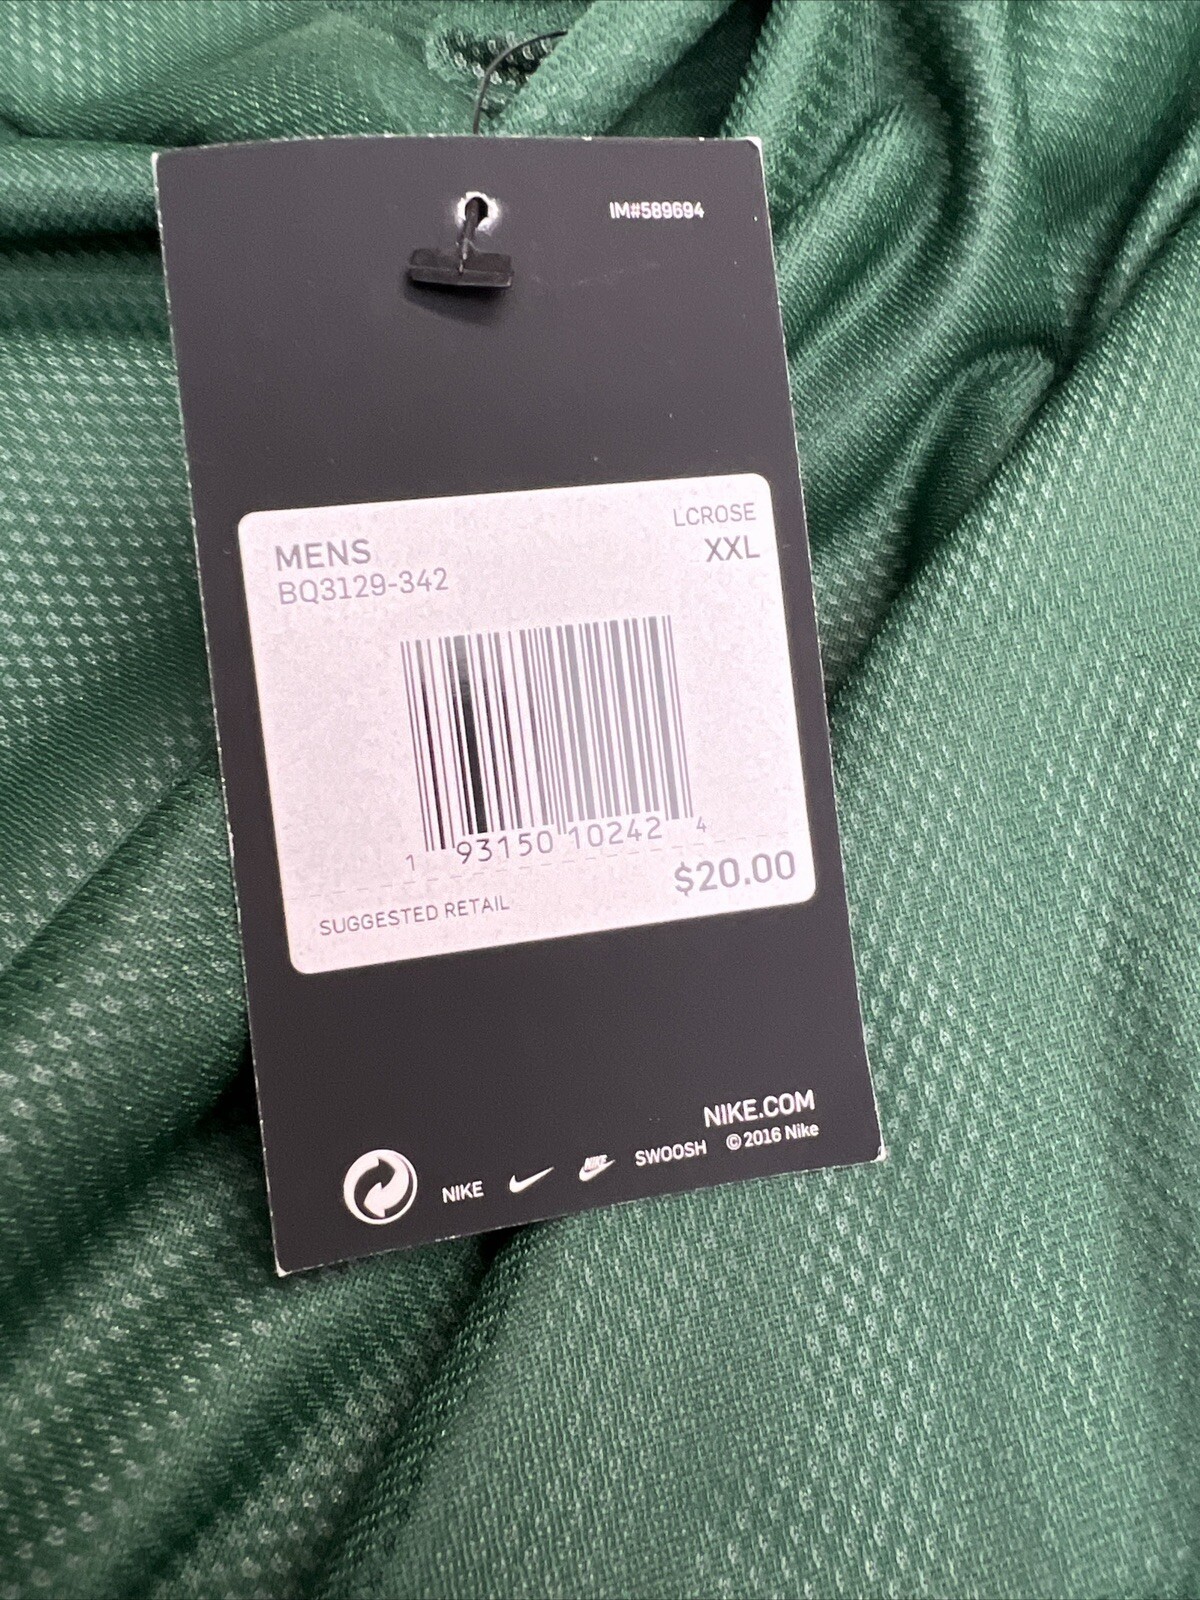 IM#589694
LCROSE
MENS XXL
BQ3129-342
1 93150 10242 4
$20.00
SUGGESTED RETAIL
NIKE.COM
NIKE NIKE SWOOSH © 2016 Nike